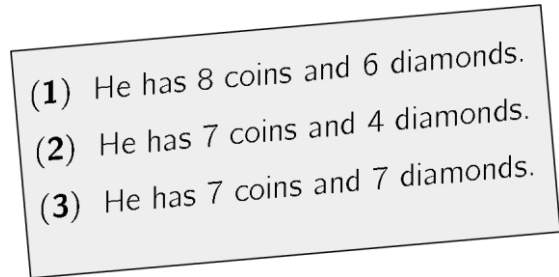 (1) He has 8 coins and 6 diamonds.
(2) He has 7 coins and 4 diamonds.
(3) He has 7 coins and 7 diamonds.